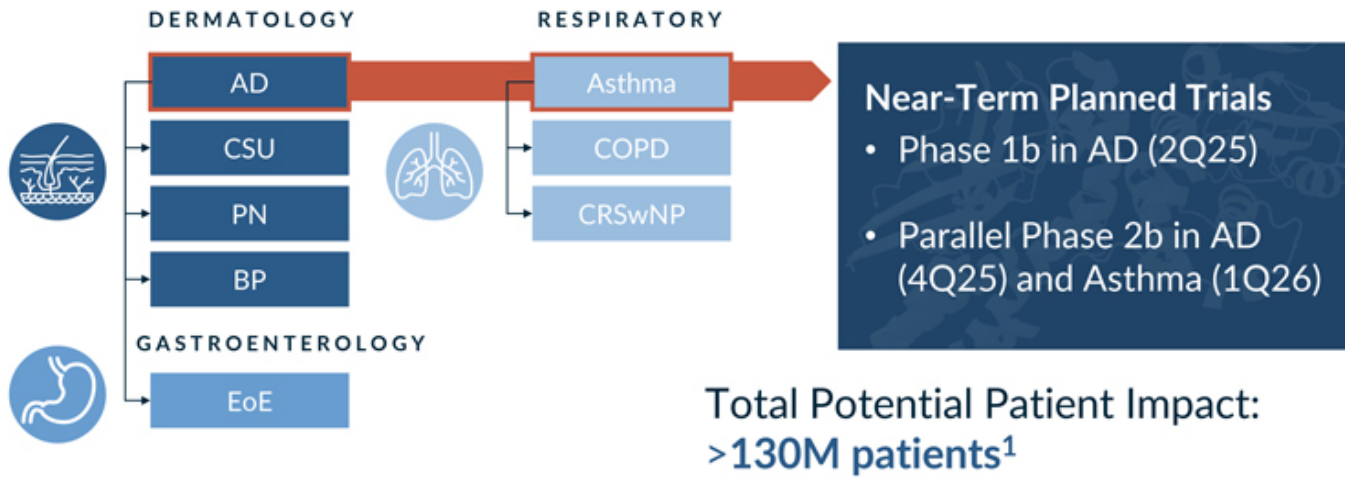 DERMATOLOGY
AD
CSU
PN
BP
GASTROENTEROLOGY
EoE
RESPIRATORY
Asthma
COPD
CRSwNP
Near-Term Planned Trials
• Phase 1b in AD (2Q25)
• Parallel Phase 2b in AD
(4Q25) and Asthma (1Q26)
Total Potential Patient Impact:
>130M patients¹